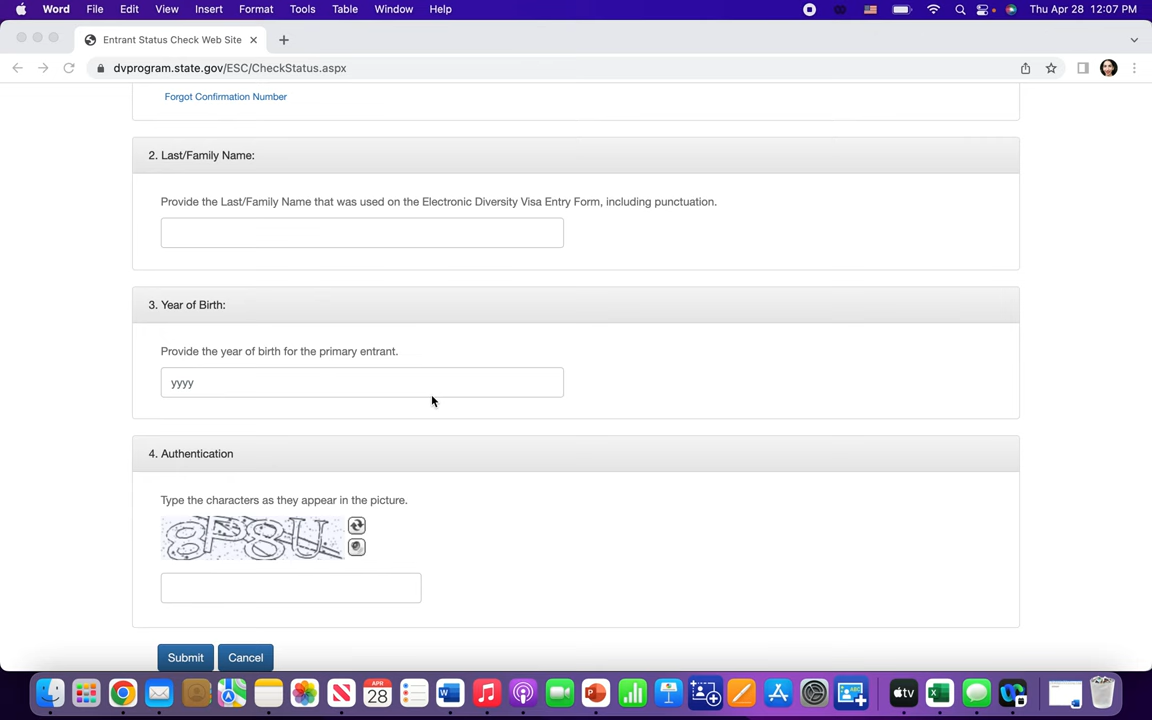 Word File Edit View Insert Format Tools Table Window Help Thu Apr 28 12:07 PM
Entrant Status Check Web Site
dvprogram.state.gov/ESC/CheckStatus.aspx
Forgot Confirmation Number
2. Last/Family Name:
Provide the Last/Family Name that was used on the Electronic Diversity Visa Entry Form, including punctuation.
3. Year of Birth:
Provide the year of birth for the primary entrant.
yyyy
4. Authentication
Type the characters as they appear in the picture.
8P8U
Submit Cancel
APR
28
tv